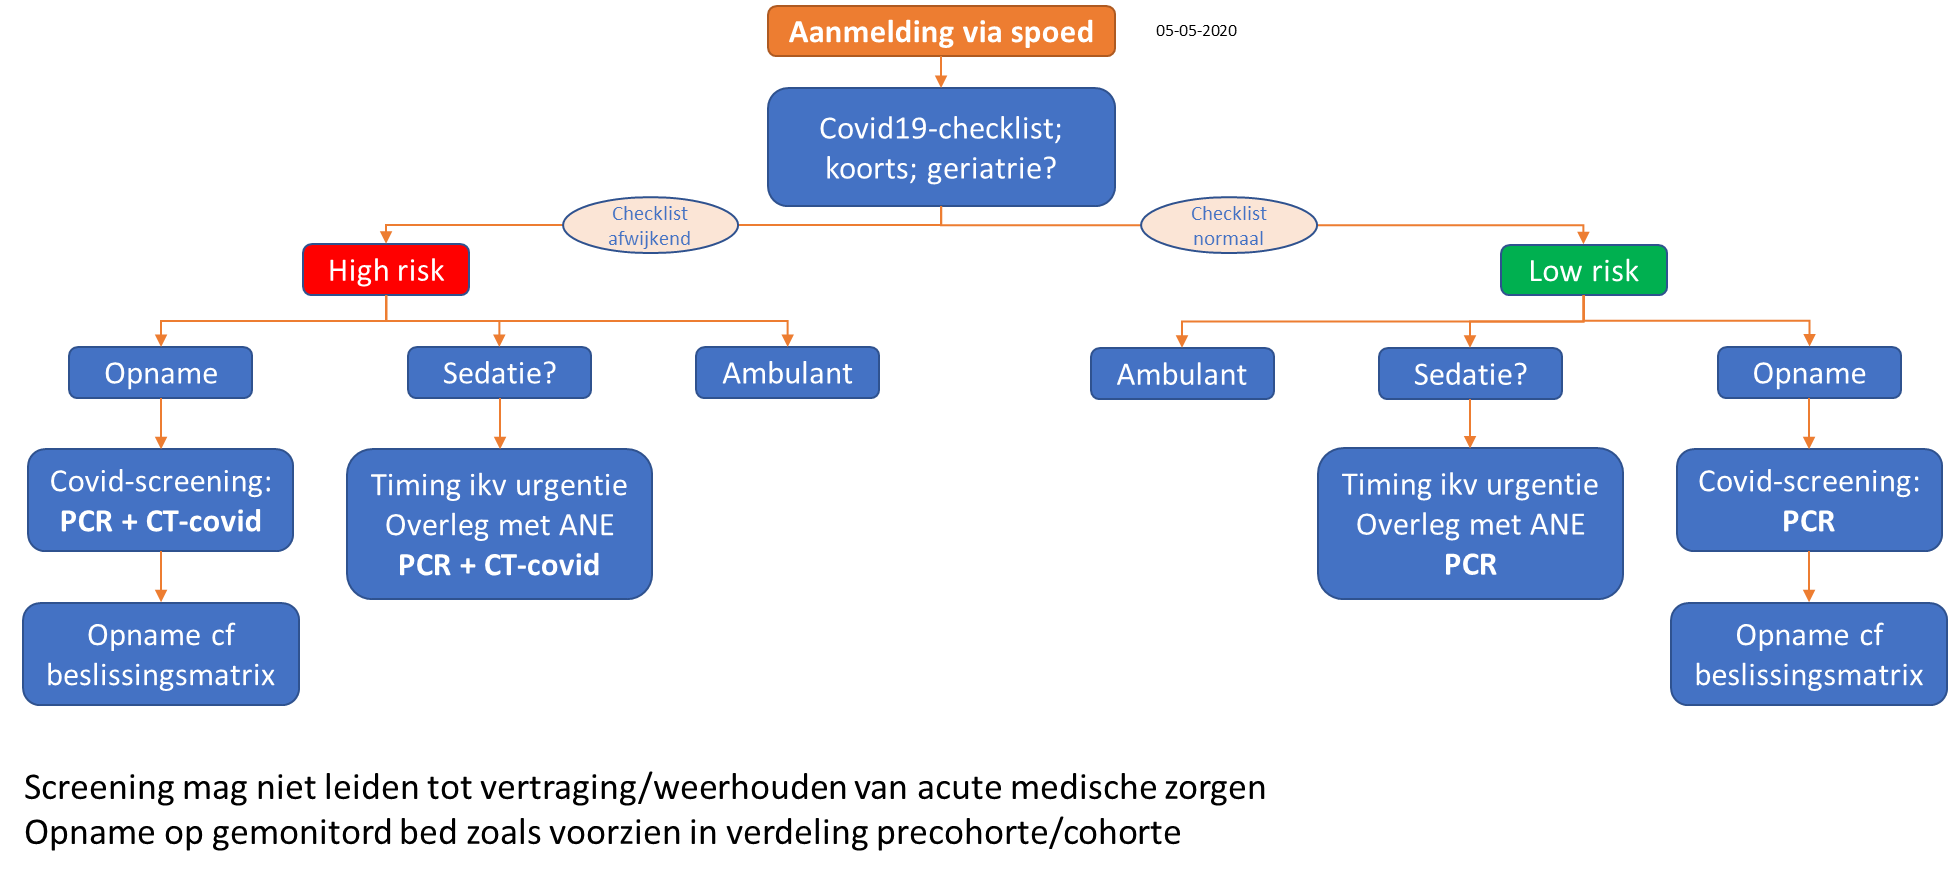 Aanmelding via spoed
05-05-2020
Covid19-checklist;
koorts; geriatrie?
Checklist
afwijkend
Checklist
normaal
High risk
Low risk
Opname
Sedatie?
Ambulant
Ambulant
Sedatie?
Opname
Covid-screening:
PCR + CT-covid
Timing ikv urgentie
Overleg met ANE
PCR + CT-covid
Timing ikv urgentie
Overleg met ANE
PCR
Covid-screening:
PCR
Opname cf
beslissingsmatrix
Opname cf
beslissingsmatrix
Screening mag niet leiden tot vertraging/weerhouden van acute medische zorgen
Opname op gemonitord bed zoals voorzien in verdeling precohorte/cohorte